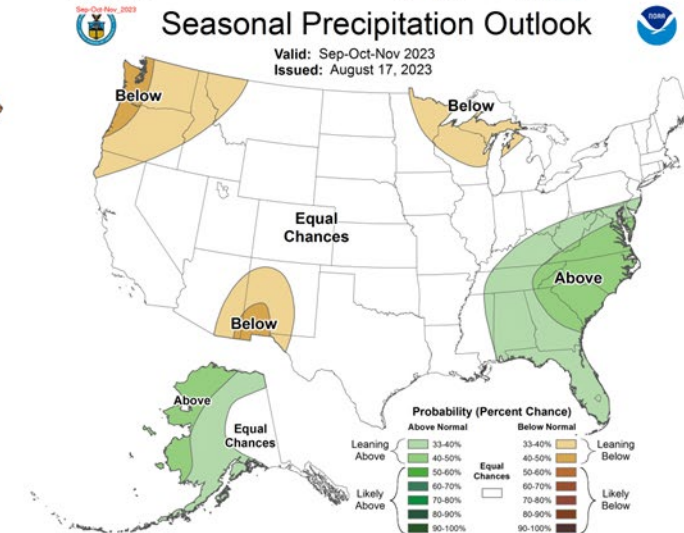 Sep-Oct-Nov_2023
Seasonal Precipitation Outlook
NOAA
Valid: Sep-Oct-Nov 2023
Issued: August 17, 2023
Below
Below
Equal
Chances
Above
Below
Above
Equal
Chances
Probability (Percent Chance)
Above Normal
Below Normal
Leaning
Above
33-40%
40-50%
50-60%
60-70%
70-80%
80-90%
90-100%
Likely
Above
Equal
Chances
33-40%
40-50%
50-60%
60-70%
70-80%
80-90%
90-100%
Leaning
Below
Likely
Below